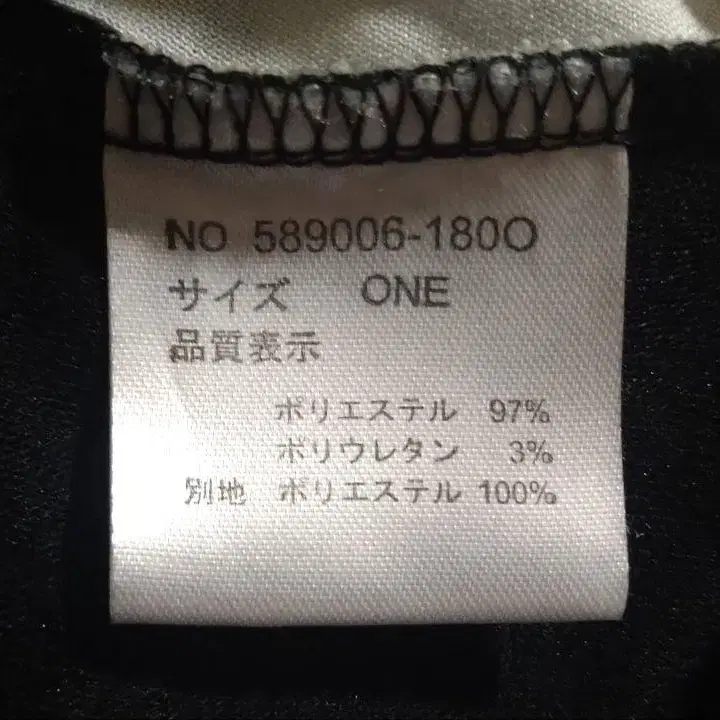 NO 589006-180O
サイズ ONE
品質表示
ポリエステル 97%
ポリウレタン 3%
別地 ポリエステル 100%